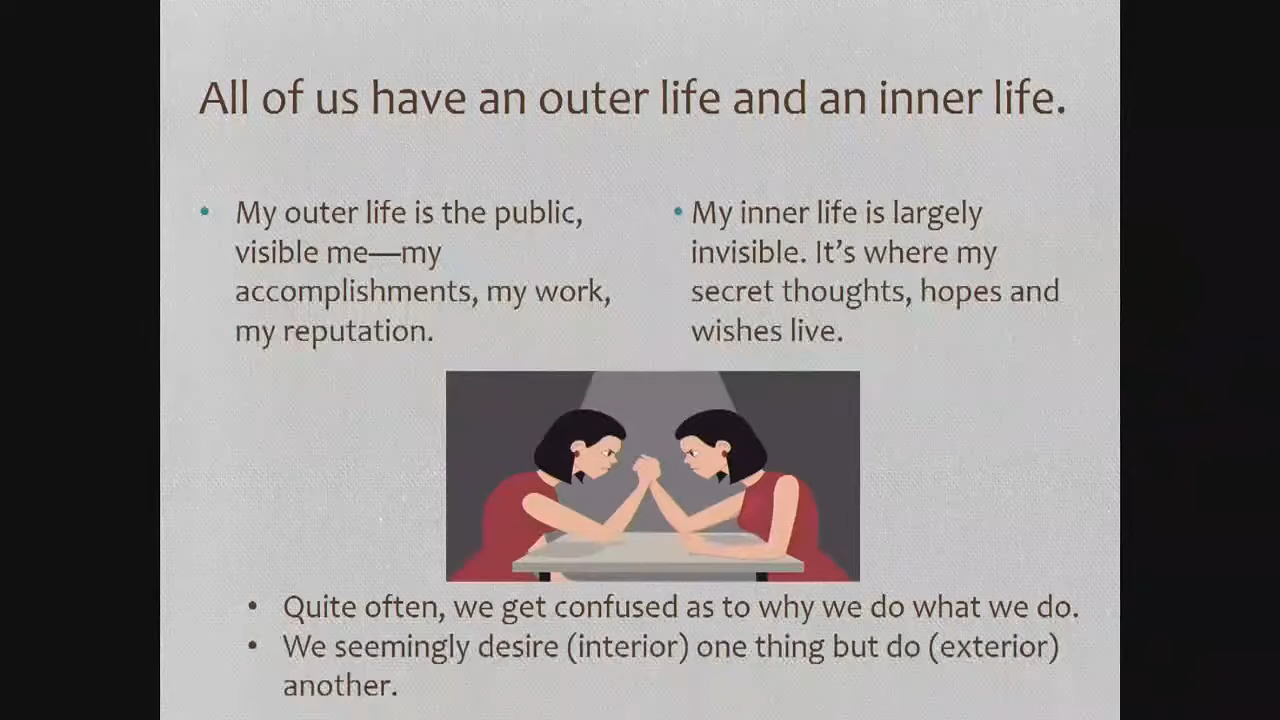 All of us have an outer life and an inner life.
• My outer life is the public,
visible me—my
accomplishments, my work,
my reputation.
• My inner life is largely
invisible. It’s where my
secret thoughts, hopes and
wishes live.
• Quite often, we get confused as to why we do what we do.
• We seemingly desire (interior) one thing but do (exterior)
another.